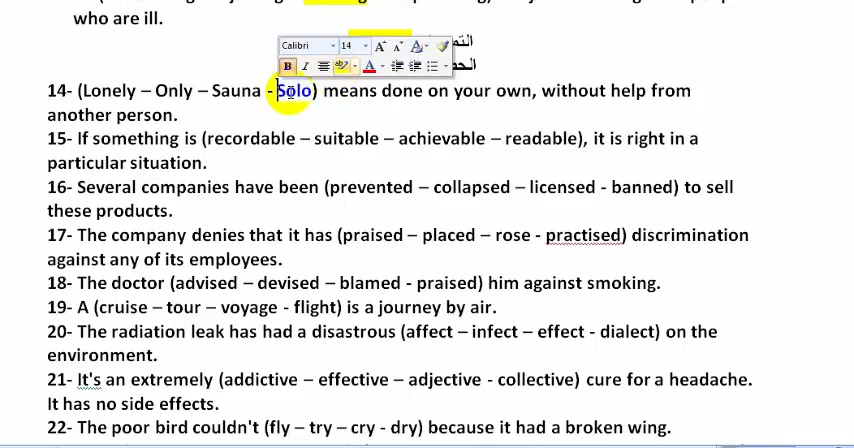 who are ill.
Calibri 14
B I ab A
14- (Lonely – Only – Sauna - Solo) means done on your own, without help from
another person.
15- If something is (recordable – suitable – achievable – readable), it is right in a
particular situation.
16- Several companies have been (prevented – collapsed – licensed - banned) to sell
these products.
17- The company denies that it has (praised – placed – rose - practised) discrimination
against any of its employees.
18- The doctor (advised – devised – blamed - praised) him against smoking.
19- A (cruise – tour – voyage - flight) is a journey by air.
20- The radiation leak has had a disastrous (affect – infect – effect - dialect) on the
environment.
21- It's an extremely (addictive – effective – adjective - collective) cure for a headache.
It has no side effects.
22- The poor bird couldn't (fly – try – cry - dry) because it had a broken wing.